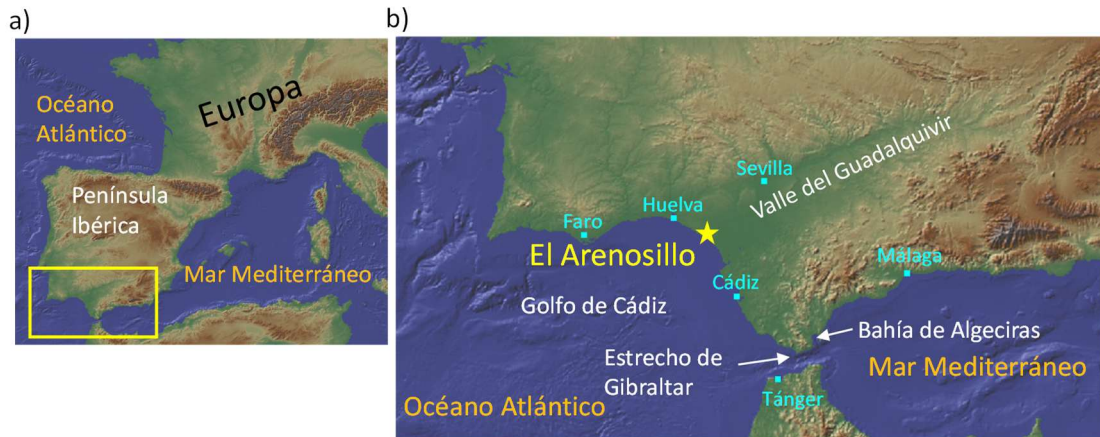 a)
Océano
Atlántico
Europa
Península
Ibérica
Mar Mediterráneo
b)
Sevilla
Valle del Guadalquivir
Huelva
Faro
El Arenosillo
Málaga
Cádiz
Golfo de Cádiz
Bahía de Algeciras
Estrecho de
Gibraltar
Mar Mediterráneo
Tánger
Océano Atlántico